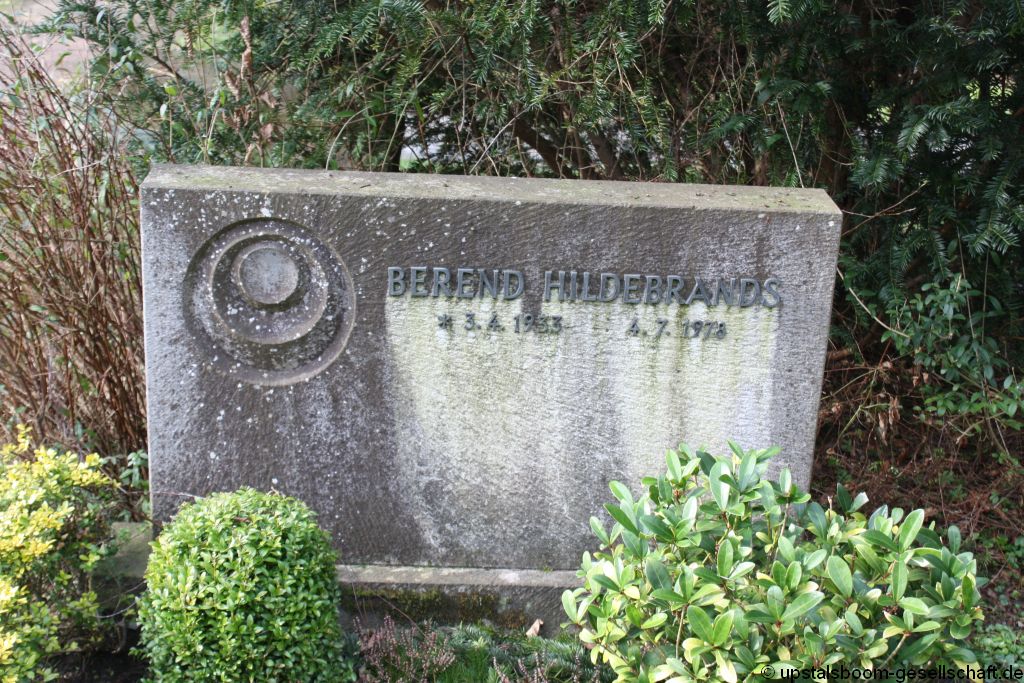 BEREND HILDEBRANDS
* 3. 4. 1933 4. 7. 1978
© upstalsboom-gesellschaft.de